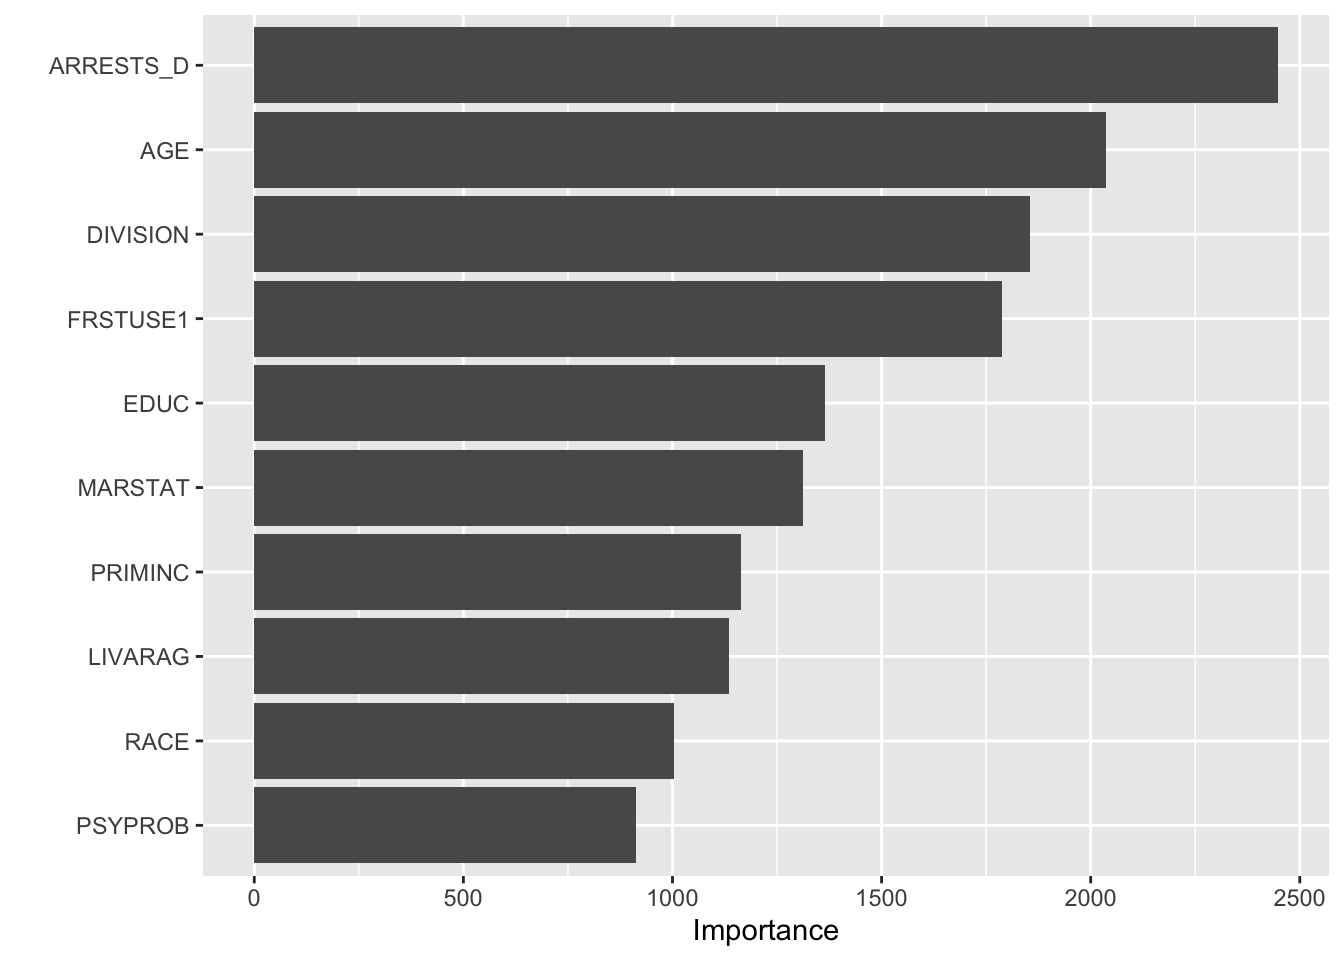 ARRESTS_D
AGE
DIVISION
FRSTUSE1
EDUC
MARSTAT
PRIMINC
LIVARAG
RACE
PSYPROB
0 500 1000 1500 2000 2500
Importance